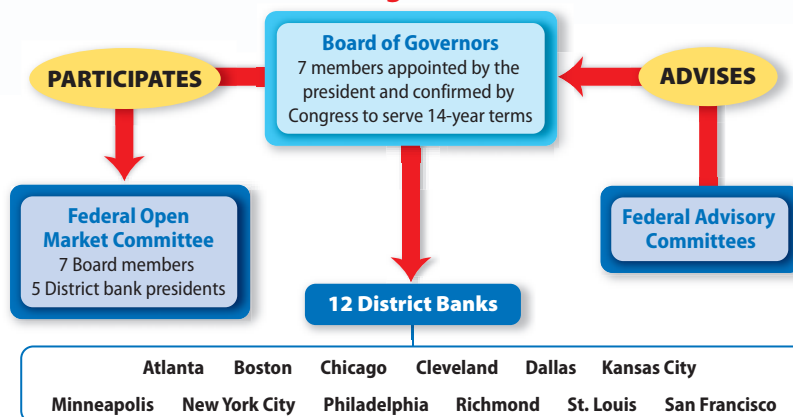 Board of Governors
7 members appointed by the
president and confirmed by
Congress to serve 14-year terms
PARTICIPATES
ADVISES
Federal Open
Market Committee
7 Board members
5 District bank presidents
Federal Advisory
Committees
12 District Banks
Atlanta Boston Chicago Cleveland Dallas Kansas City
Minneapolis New York City Philadelphia Richmond St. Louis San Francisco